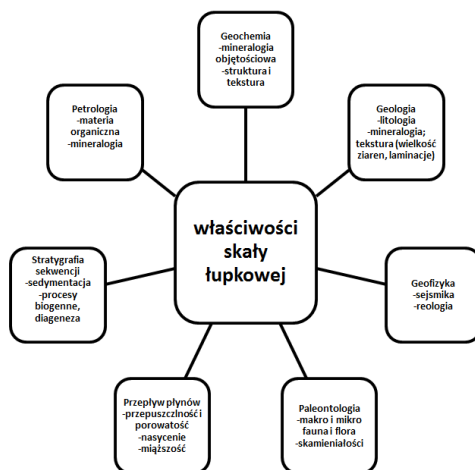 Geochemia
-mineralogia
objętościowa
-struktura i
tekstura
Petrologia
-materia
organiczna
-mineralogia
Geologia
-litologia
-mineralogia;
tekstura (wielkość
ziaren, laminacje)
właściwości
skały
łupkowej
Stratygrafia
sekwencji
-sedymentacja
-procesy
biogenne,
diageneza
Geofizyka
-sejsmika
-reologia
Przepływ płynów
-przepuszczlność i
porowatość
-nasycenie
-miąższość
Paleontologia
-makro i mikro
fauna i flora
-skamieniałości